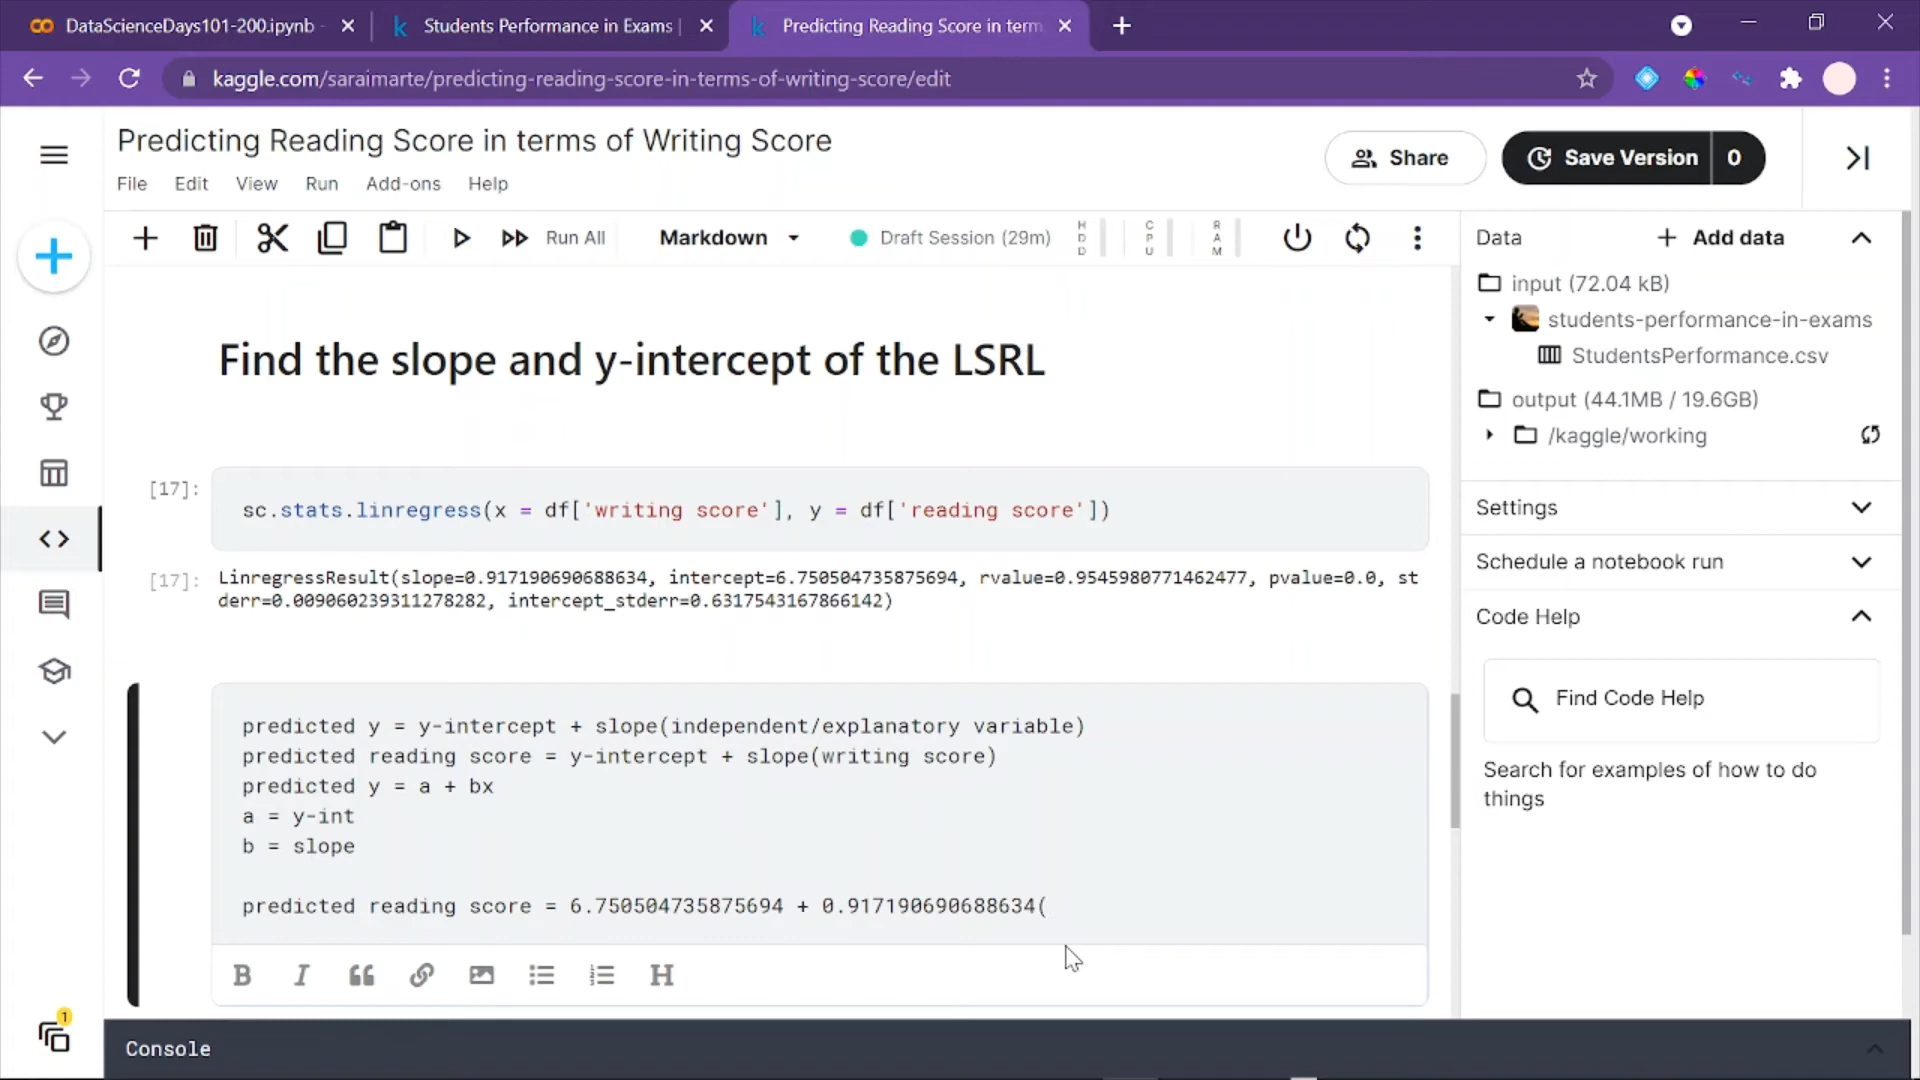 DataScienceDays101-200.ipynb -
Students Performance in Exams |
Predicting Reading Score in term
kaggle.com/saraimarte/predicting-reading-score-in-terms-of-writing-score/edit
Predicting Reading Score in terms of Writing Score
File Edit View Run Add-ons Help
Share
Save Version 0
Run All
Markdown
Draft Session (29m)
HDD
CPU
RAM
Data
+ Add data
input (72.04 kB)
students-performance-in-exams
StudentsPerformance.csv
output (44.1MB / 19.6GB)
/kaggle/working
Settings
Schedule a notebook run
Code Help
Find Code Help
Search for examples of how to do
things
Find the slope and y-intercept of the LSRL
[17]:
sc.stats.linregress(x = df['writing score'], y = df['reading score'])
[17]:
LinregressResult(slope=0.917190690688634, intercept=6.750504735875694, rvalue=0.9545980771462477, pvalue=0.0, st
derr=0.009060239311278282, intercept_stderr=0.6317543167866142)
predicted y = y-intercept + slope(independent/explanatory variable)
predicted reading score = y-intercept + slope(writing score)
predicted y = a + bx
a = y-int
b = slope
predicted reading score = 6.750504735875694 + 0.917190690688634(
B I H
1
Console